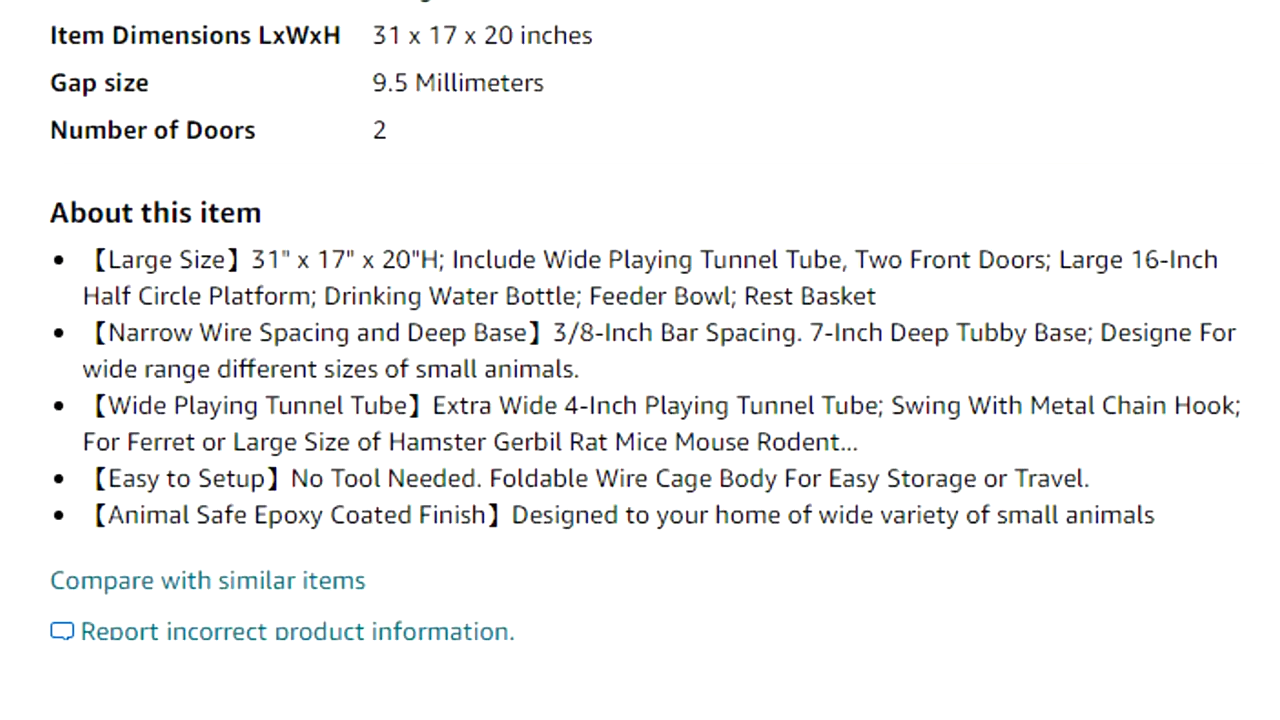 Item Dimensions LxWxH 31 x 17 x 20 inches
Gap size 9.5 Millimeters
Number of Doors 2
About this item
• 【Large Size】31" x 17" x 20"H; Include Wide Playing Tunnel Tube, Two Front Doors; Large 16-Inch
Half Circle Platform; Drinking Water Bottle; Feeder Bowl; Rest Basket
• 【Narrow Wire Spacing and Deep Base】3/8-Inch Bar Spacing. 7-Inch Deep Tubby Base; Designe For
wide range different sizes of small animals.
• 【Wide Playing Tunnel Tube】Extra Wide 4-Inch Playing Tunnel Tube; Swing With Metal Chain Hook;
For Ferret or Large Size of Hamster Gerbil Rat Mice Mouse Rodent...
• 【Easy to Setup】No Tool Needed. Foldable Wire Cage Body For Easy Storage or Travel.
• 【Animal Safe Epoxy Coated Finish】Designed to your home of wide variety of small animals
Compare with similar items
Report incorrect product information.